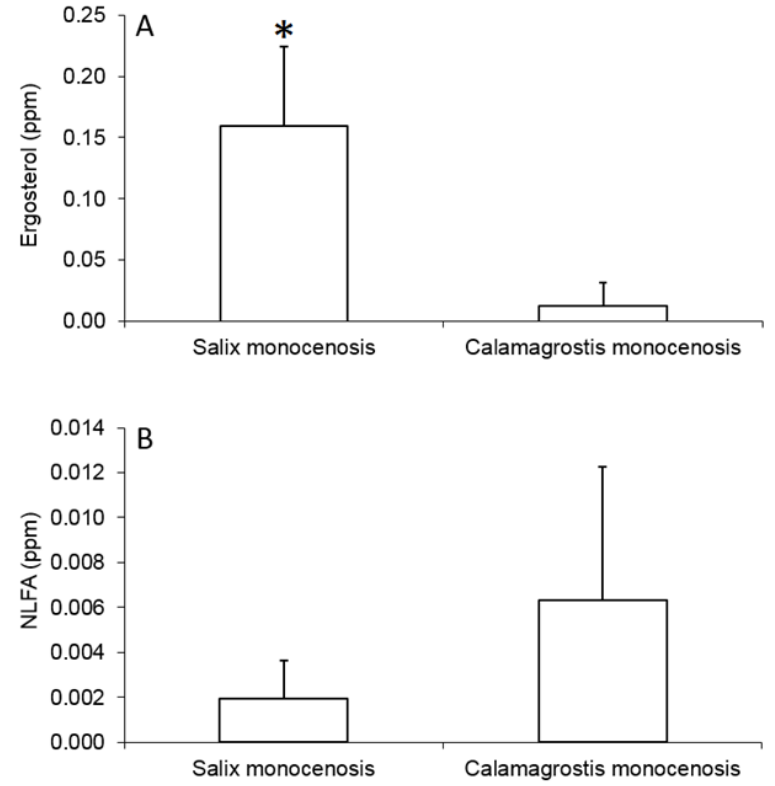 A
*
Ergosterol (ppm)
0.25
0.20
0.15
0.10
0.05
0.00
Salix monocenosis
Calamagrostis monocenosis
B
NLFA (ppm)
0.014
0.012
0.010
0.008
0.006
0.004
0.002
0.000
Salix monocenosis
Calamagrostis monocenosis